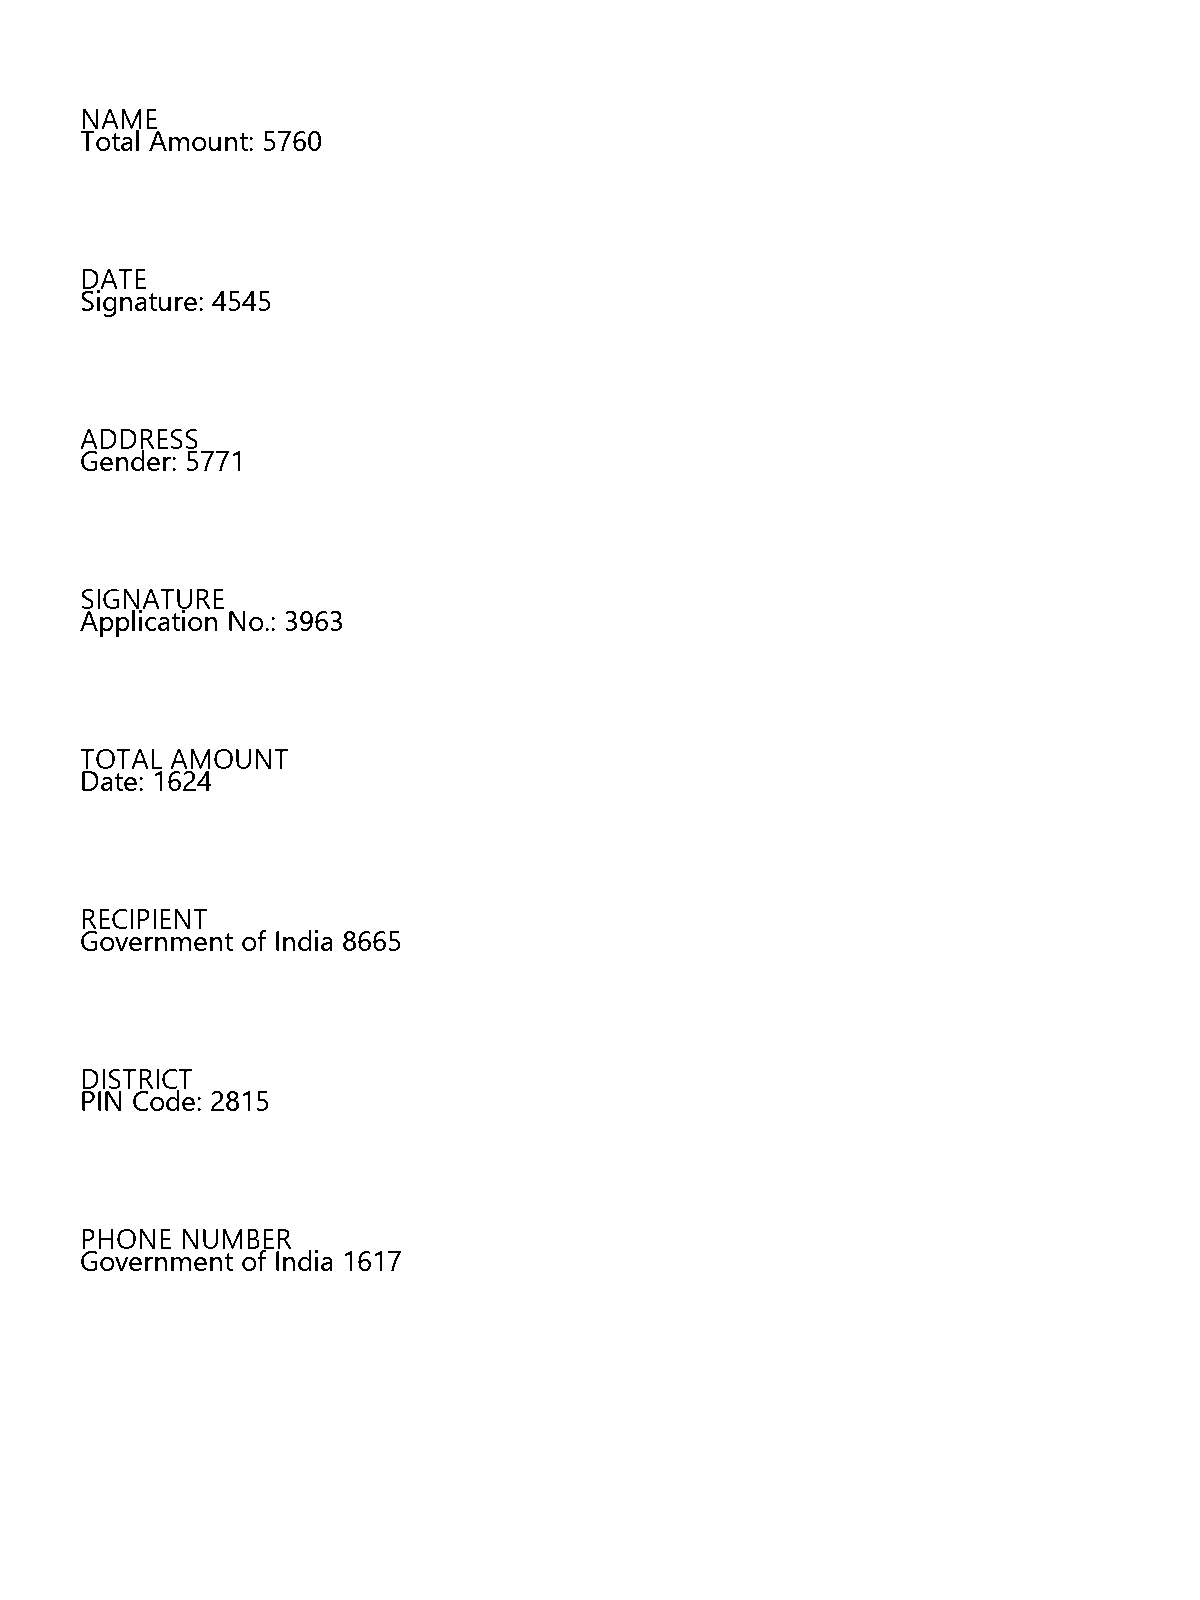 NAME
Total Amount: 5760
DATE
Signature: 4545
ADDRESS
Gender: 5771
SIGNATURE
Application No.: 3963
TOTAL AMOUNT
Date: 1624
RECIPIENT
Government of India 8665
DISTRICT
PIN Code: 2815
PHONE NUMBER
Government of India 1617